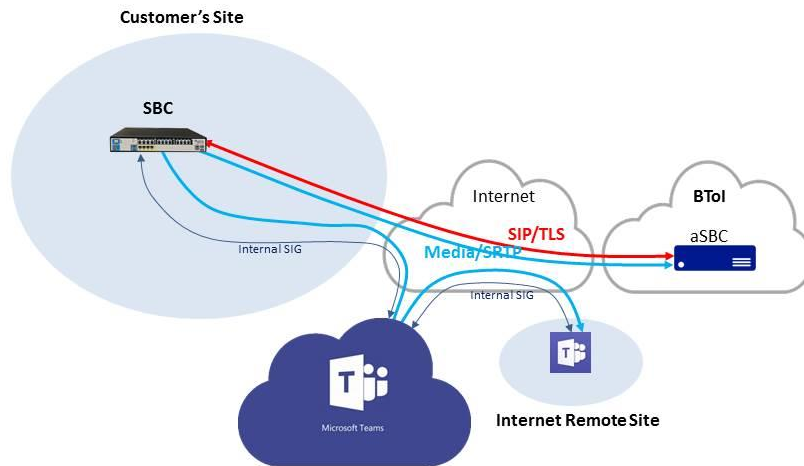 Customer's Site
SBC
Internet
BToI
aSBC
SIP/TLS
Media/SRTP
Internal SIG
Internal SIG
T
T
Microsoft Teams
Internet Remote Site